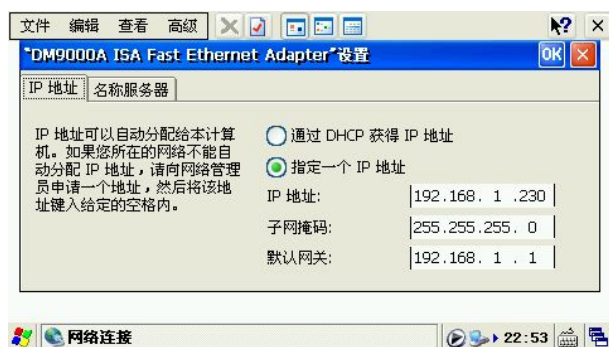 文件 编辑 查看 高级
"DM9000A ISA Fast Ethernet Adapter"设置 OK
IP 地址 名称服务器
IP 地址可以自动分配给本计算
机。如果您所在的网络不能自
动分配 IP 地址，请向网络管理
员申请一个地址，然后将该地
址键入给定的空格内。
通过 DHCP 获得 IP 地址
指定一个 IP 地址
IP 地址: 192.168. 1 .230
子网掩码: 255.255.255. 0
默认网关: 192.168. 1 . 1
网络连接 22:53